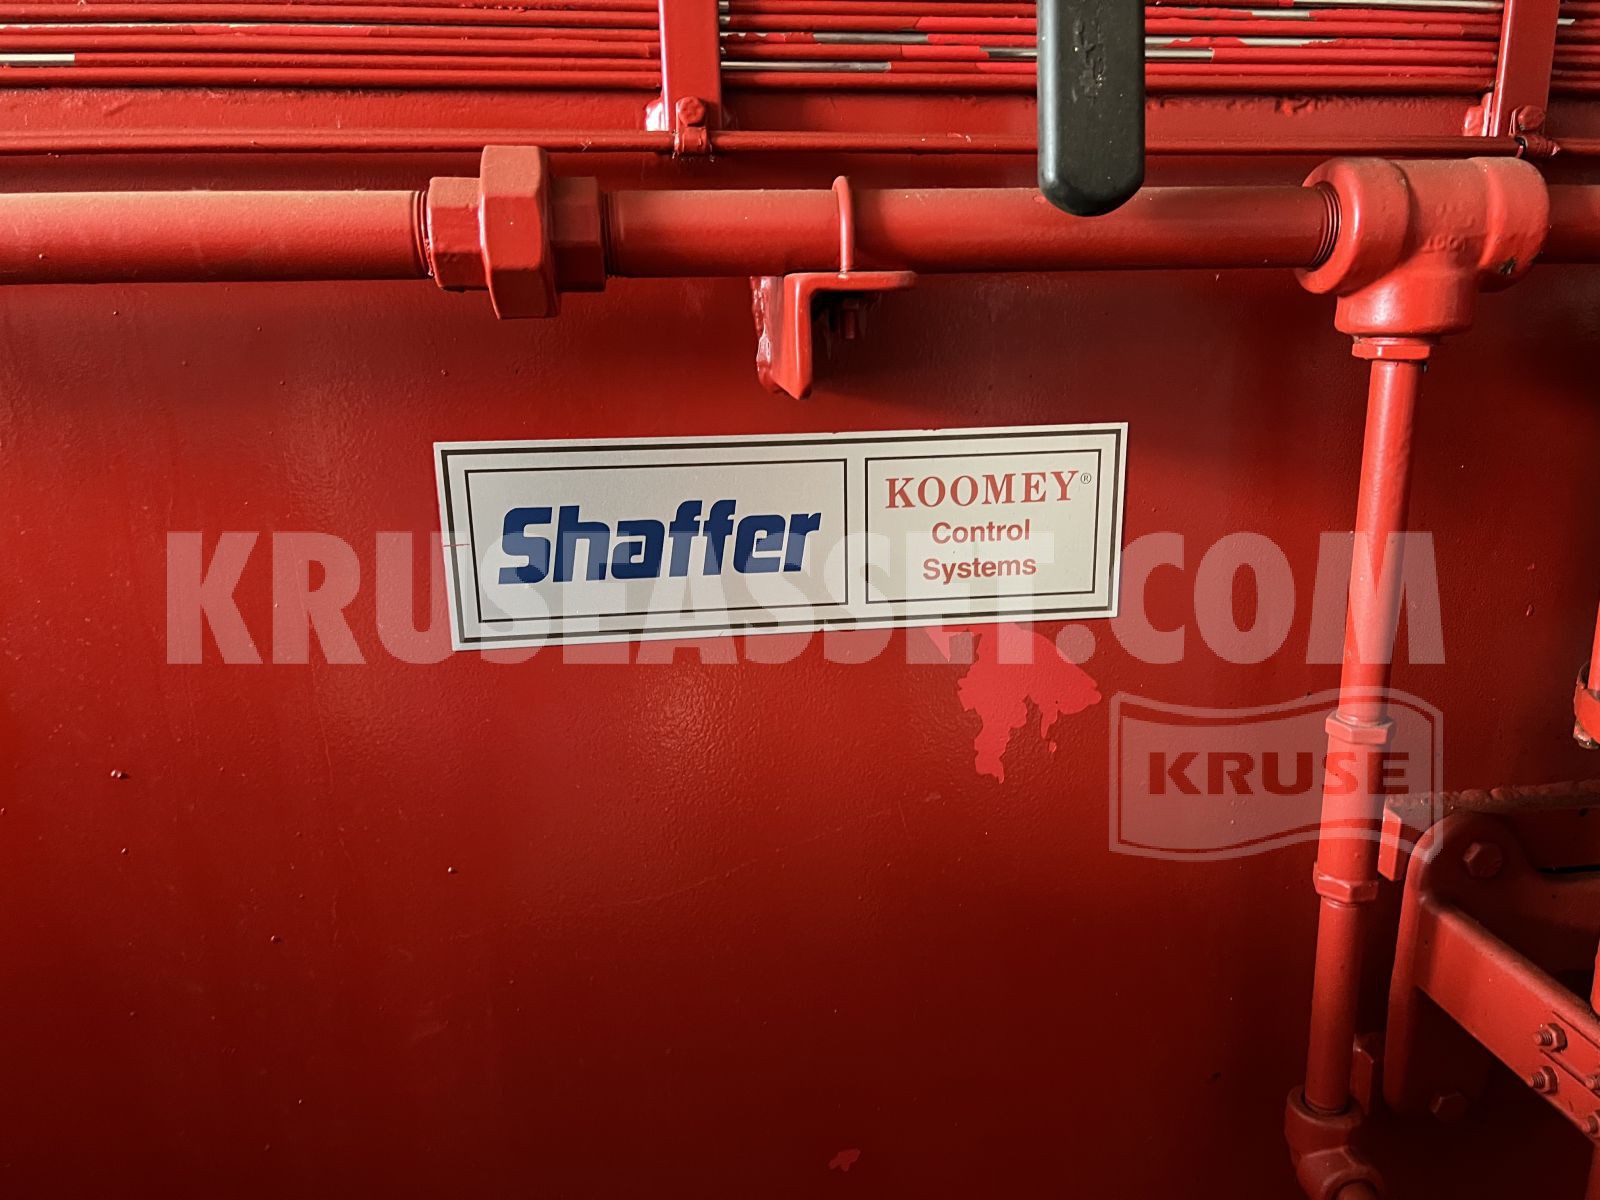 Shaffer
KOOMEY®
Control
Systems
KRUSEASSET.COM
KRUSE